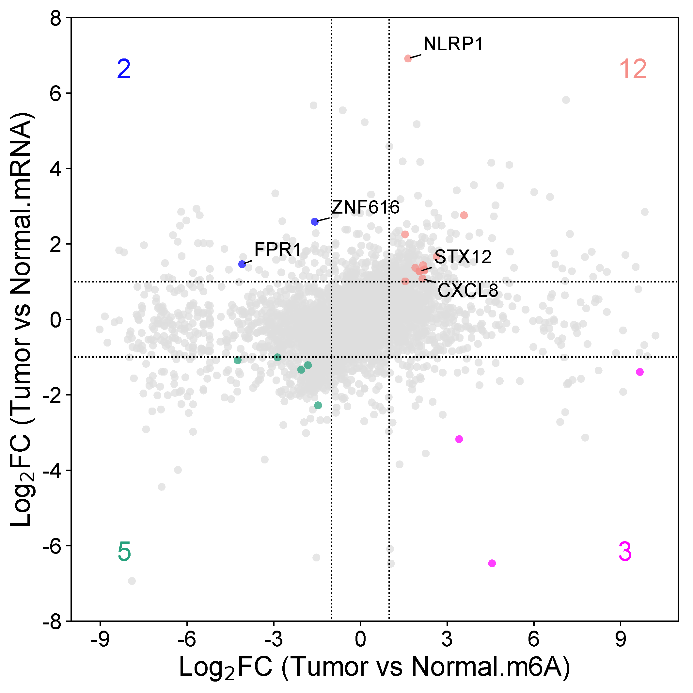 8
6
4
2
0
-2
-4
-6
-8
-9
-6
-3
0
3
6
9
2
12
5
3
NLRP1
ZNF616
FPR1
STX12
CXCL8
Log2FC (Tumor vs Normal.mRNA)
Log2FC (Tumor vs Normal.m6A)